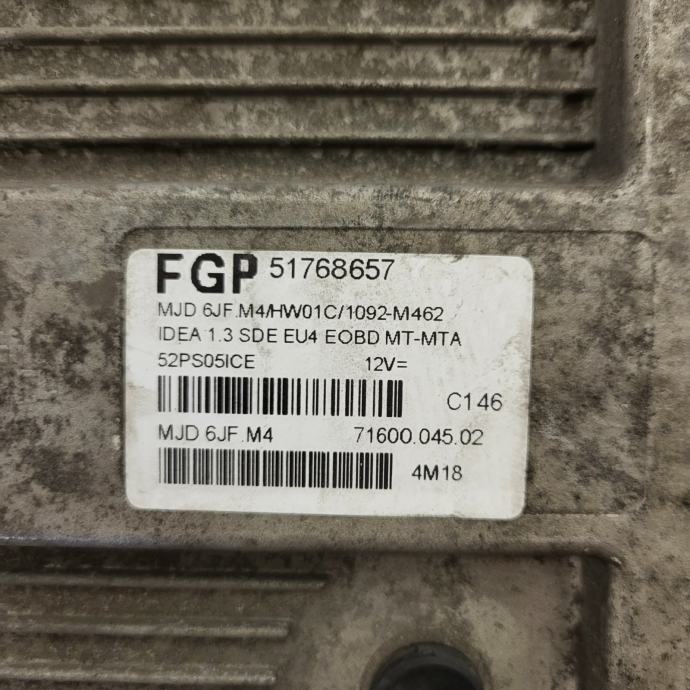 FGP 51768657
MJD 6JF.M4/HW01C/1092-M462
IDEA 1.3 SDE EU4 EOBD MT-MTA
52PS05ICE 12V=
C146
MJD 6JF.M4 71600.045.02
4M18